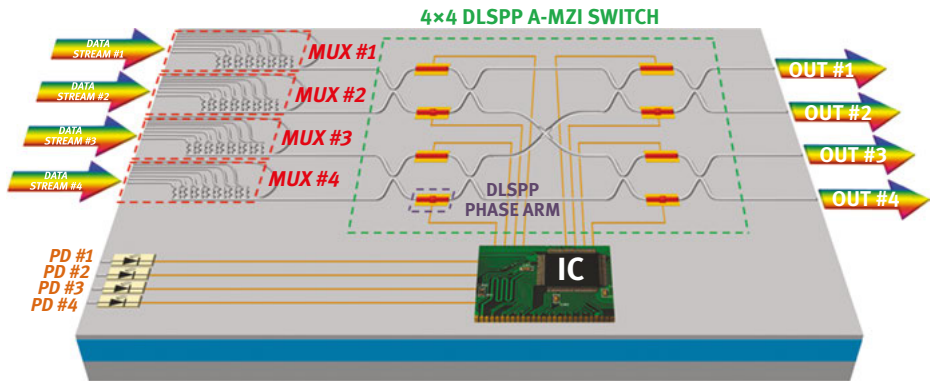 4×4 DLSPP A-MZI SWITCH
DATA
STREAM #1
MUX #1
OUT #1
DATA
STREAM #2
MUX #2
OUT #2
DATA
STREAM #3
MUX #3
OUT #3
DATA
STREAM #4
MUX #4
OUT #4
DLSPP
PHASE ARM
PD #1
PD #2
PD #3
PD #4
IC